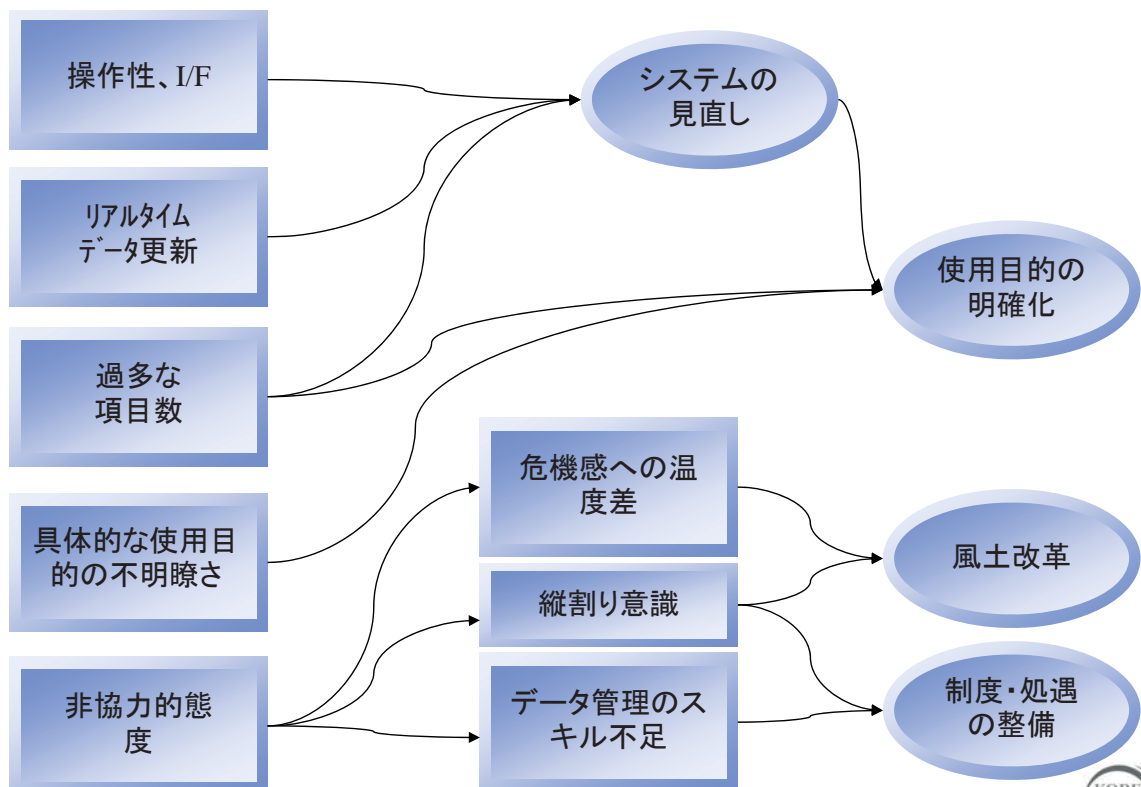 操作性、I/F
システムの
見直し
ﾘｱﾙﾀｲﾑ
ﾃﾞｰﾀ更新
使用目的の
明確化
過多な
項目数
危機感への温
度差
具体的な使用目
的の不明瞭さ
風土改革
縦割り意識
非協力的態
度
データ管理のス
キル不足
制度・処遇
の整備